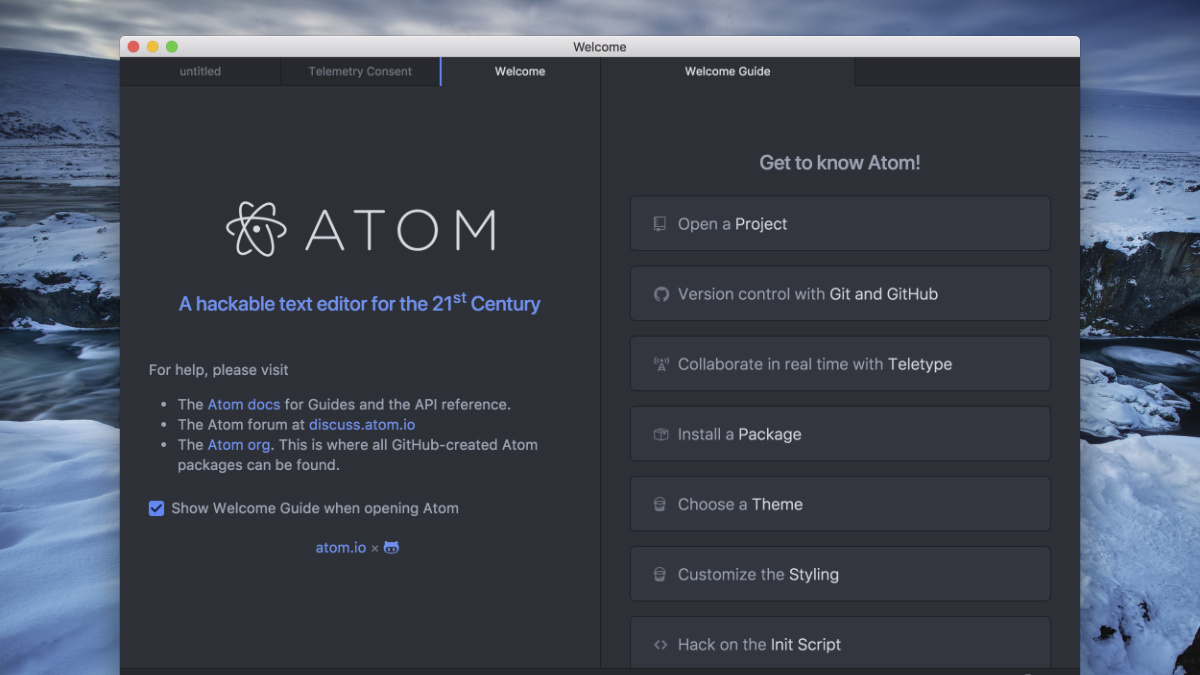 Welcome
untitled
Telemetry Consent
Welcome
Welcome Guide
ATOM
A hackable text editor for the 21st Century
For help, please visit
• The Atom docs for Guides and the API reference.
• The Atom forum at discuss.atom.io
• The Atom org. This is where all GitHub-created Atom
packages can be found.
Show Welcome Guide when opening Atom
atom.io ×
Get to know Atom!
Open a Project
Version control with Git and GitHub
Collaborate in real time with Teletype
Install a Package
Choose a Theme
Customize the Styling
Hack on the Init Script